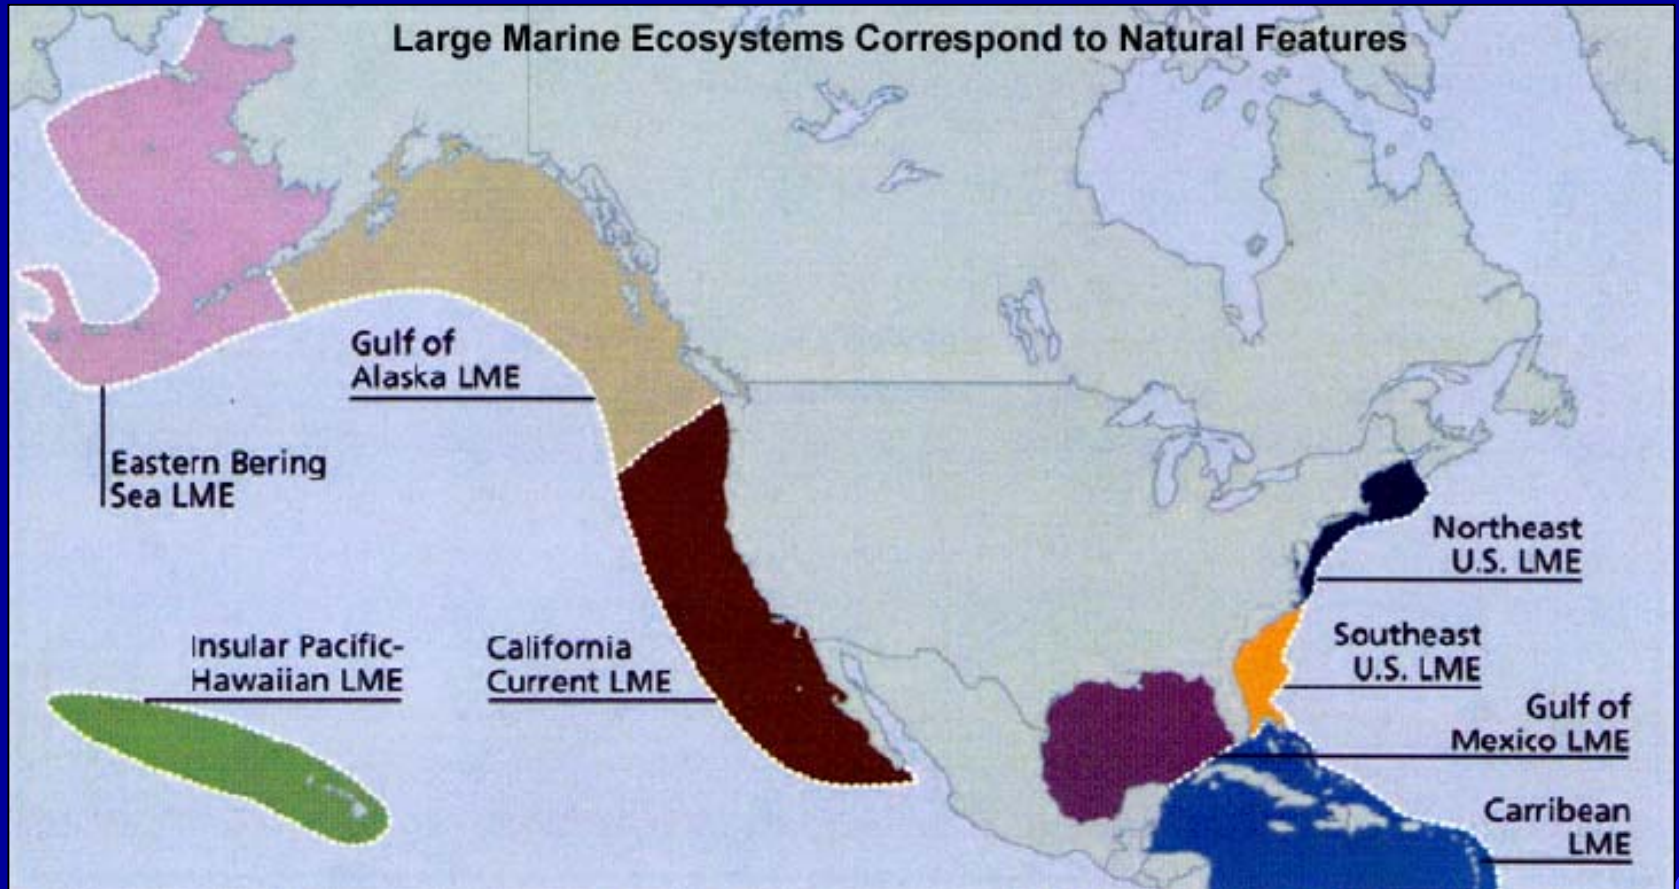 Large Marine Ecosystems Correspond to Natural Features
Gulf of
Alaska LME
Eastern Bering
Sea LME
Northeast
U.S. LME
Insular Pacific-
Hawaiian LME
California
Current LME
Southeast
U.S. LME
Gulf of
Mexico LME
Carribean
LME